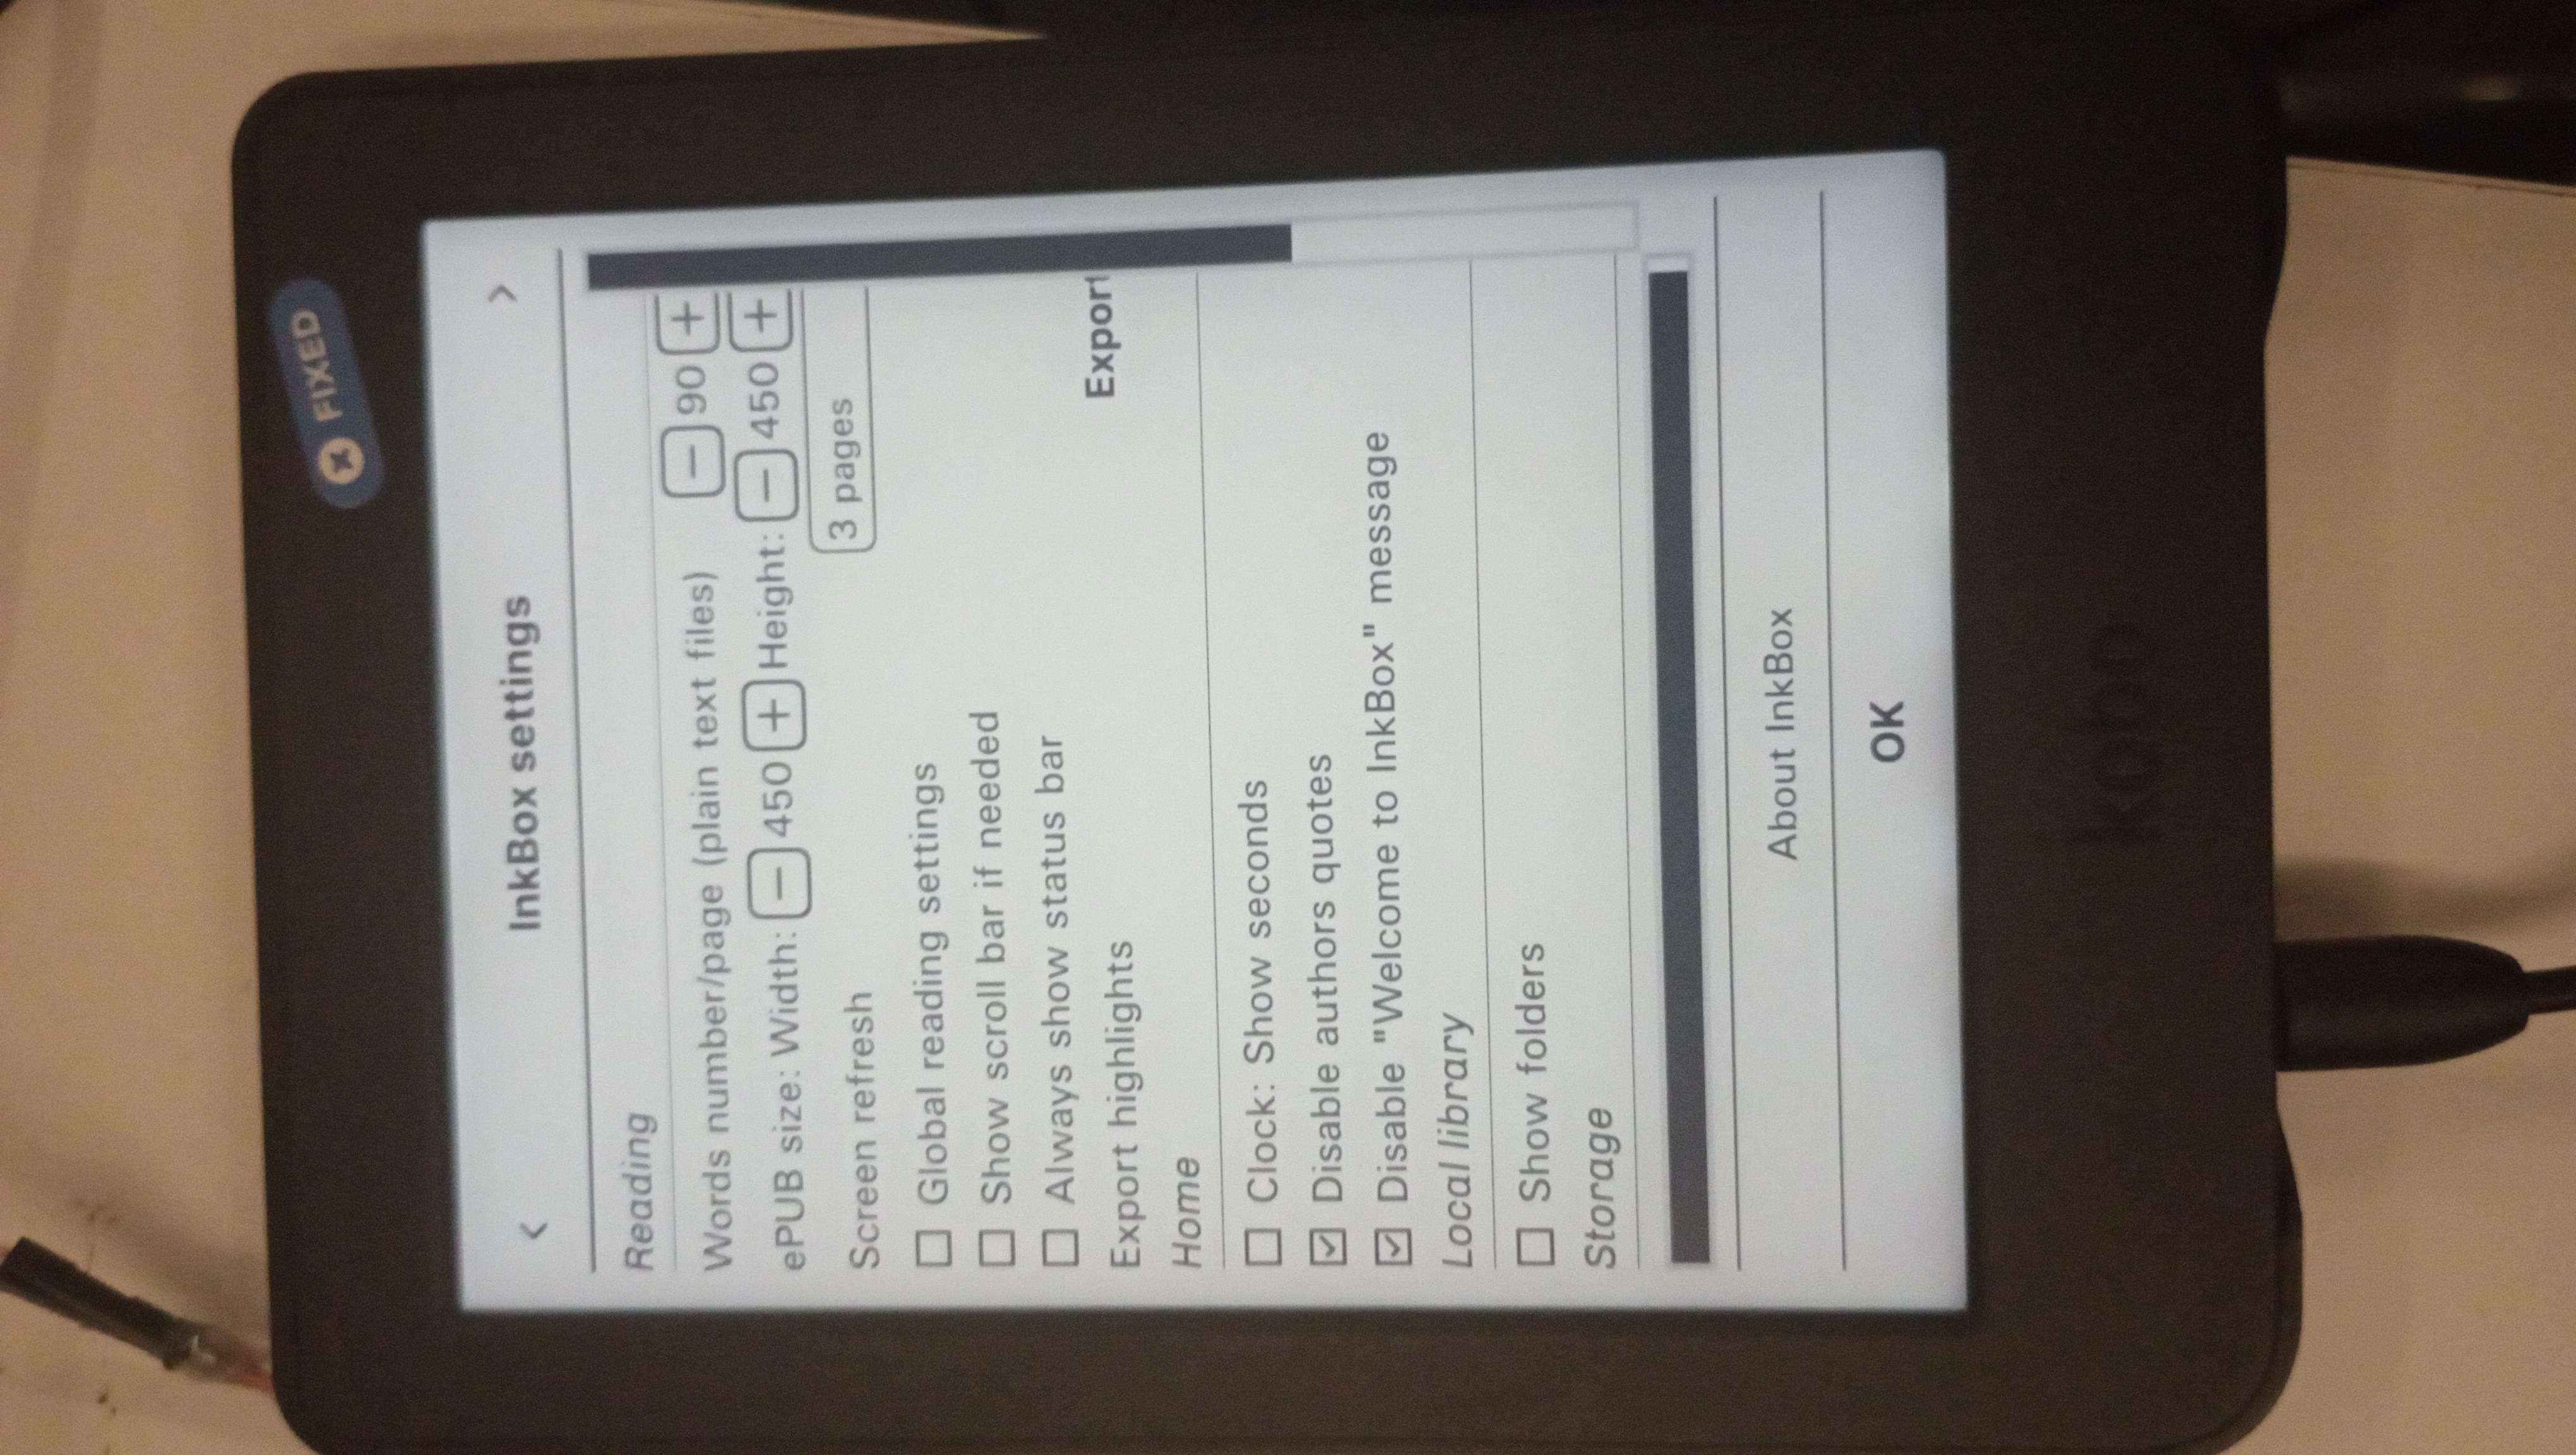 FIXED
InkBox settings
Reading
Words number/page (plain text files) 90
ePUB size: Width: 450 Height: 450
Screen refresh 3 pages
Global reading settings
Show scroll bar if needed
Always show status bar
Export highlights Export
Home
Clock: Show seconds
Disable authors quotes
Disable "Welcome to InkBox" message
Local library
Show folders
Storage
About InkBox
OK
kobo